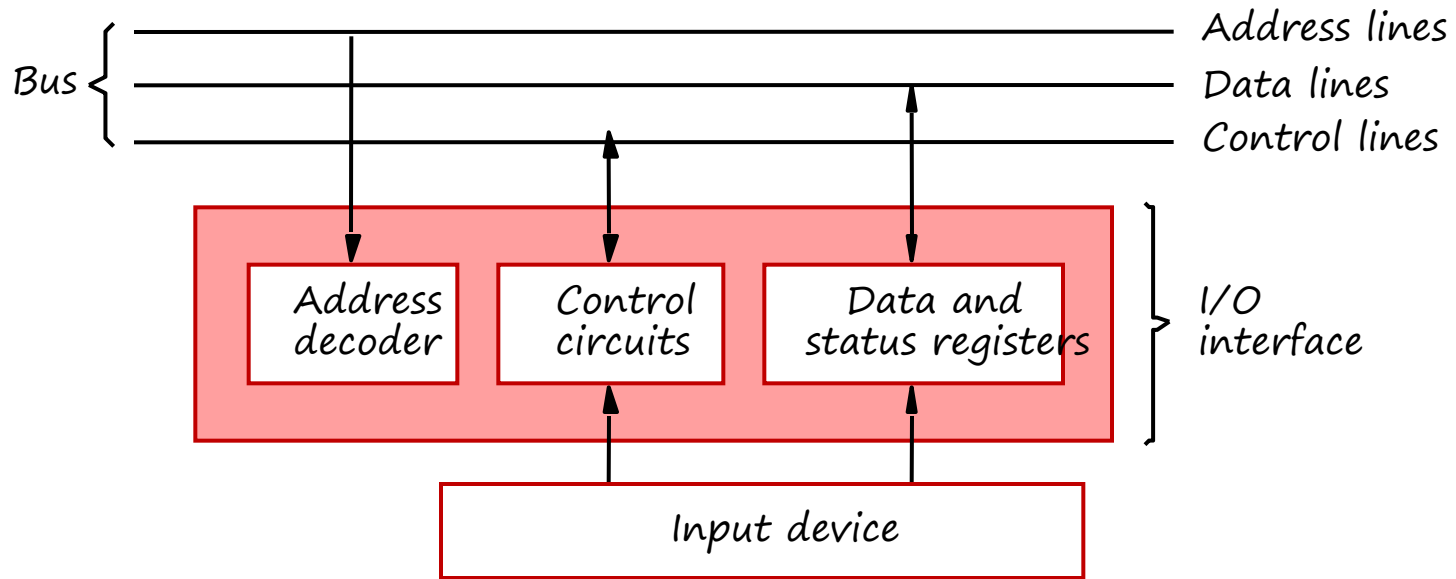 Address lines
Bus
Data lines
Control lines
Address
decoder
Control
circuits
Data and
status registers
I/O
interface
Input device